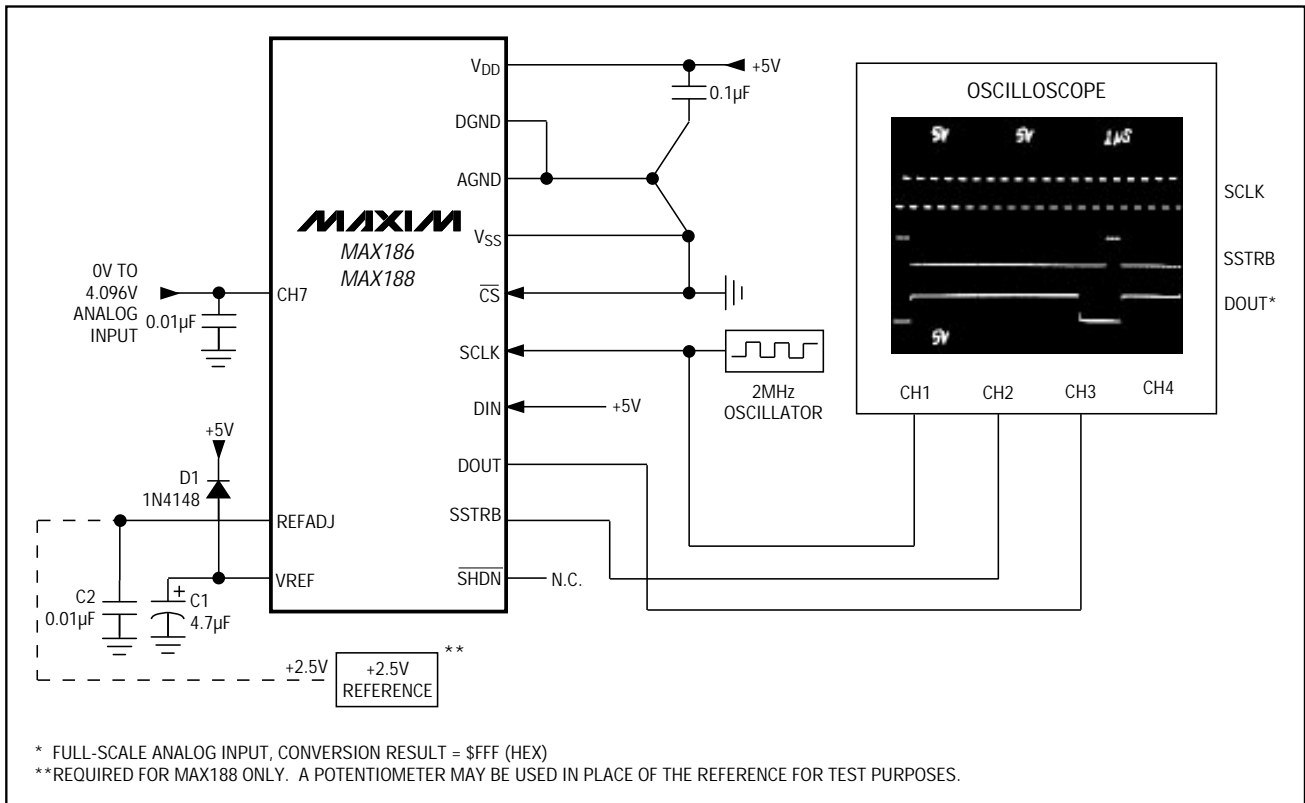 VDD
+5V
0.1µF
DGND
AGND
MAXIM
MAX186
MAX188
VSS
0V TO
4.096V
ANALOG
INPUT
0.01µF
CH7
CS
SCLK
2MHz
OSCILLATOR
DIN
+5V
DOUT
SSTRB
SHDN
N.C.
+5V
D1
1N4148
REFADJ
VREF
C2
0.01µF
+
C1
4.7µF
+2.5V
+2.5V
REFERENCE
**
OSCILLOSCOPE
5V
5V
1µS
SCLK
SSTRB
DOUT*
5V
CH1
CH2
CH3
CH4
* FULL-SCALE ANALOG INPUT, CONVERSION RESULT = $FFF (HEX)
**REQUIRED FOR MAX188 ONLY. A POTENTIOMETER MAY BE USED IN PLACE OF THE REFERENCE FOR TEST PURPOSES.